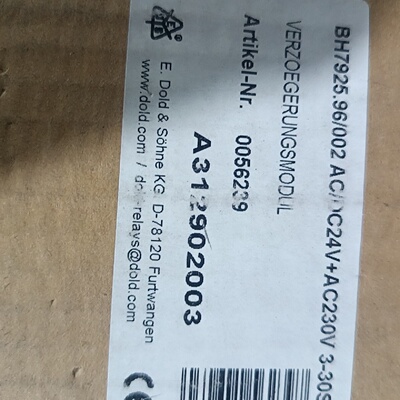 BH7925.96/002 AC/DC24V+AC230V 3-30S
VERZOEGERUNGSMODUL
Artikel-Nr. 0056239
A312902003
E. Dold & Söhne KG D-78120 Furtwangen
www.dold.com / dold-relays@dold.com